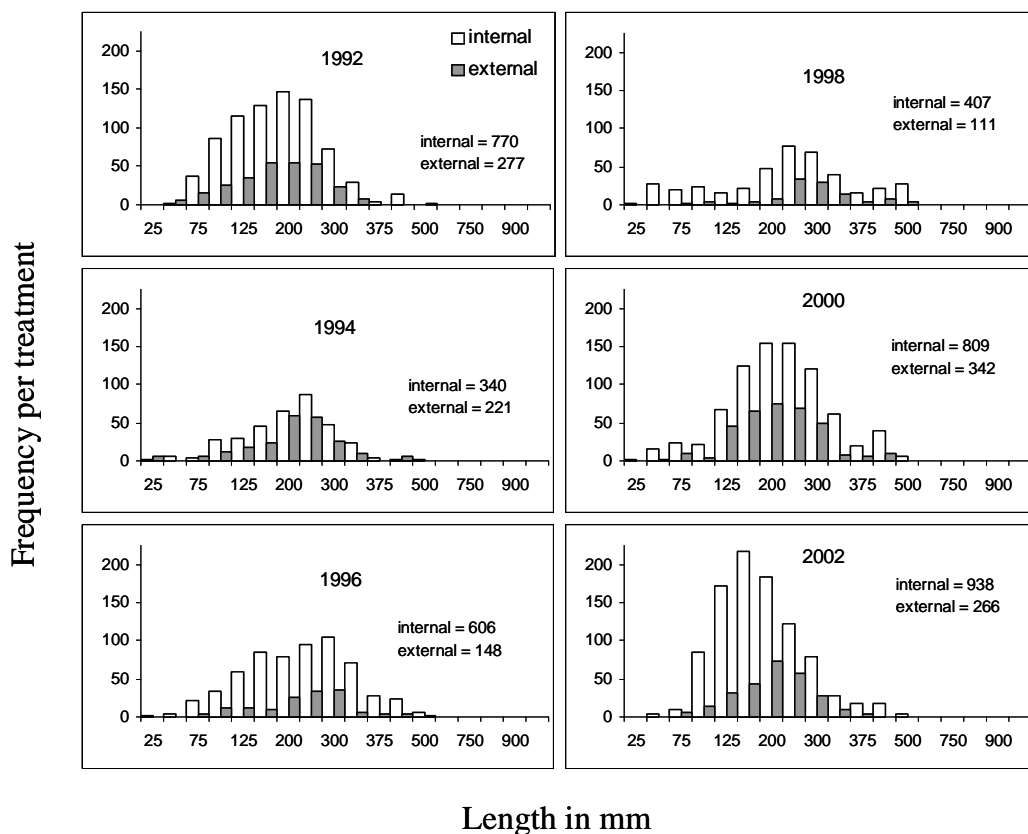 Frequency per treatment
1992
internal
external
internal = 770
external = 277
200
150
100
50
0
25 75 125 200 300 375 500 750 900
1998
internal = 407
external = 111
200
150
100
50
0
25 75 125 200 300 375 500 750 900
1994
internal = 340
external = 221
200
150
100
50
0
25 75 125 200 300 375 500 750 900
2000
internal = 809
external = 342
200
150
100
50
0
25 75 125 200 300 375 500 750 900
1996
internal = 606
external = 148
200
150
100
50
0
25 75 125 200 300 375 500 750 900
2002
internal = 938
external = 266
200
150
100
50
0
25 75 125 200 300 375 500 750 900
Length in mm